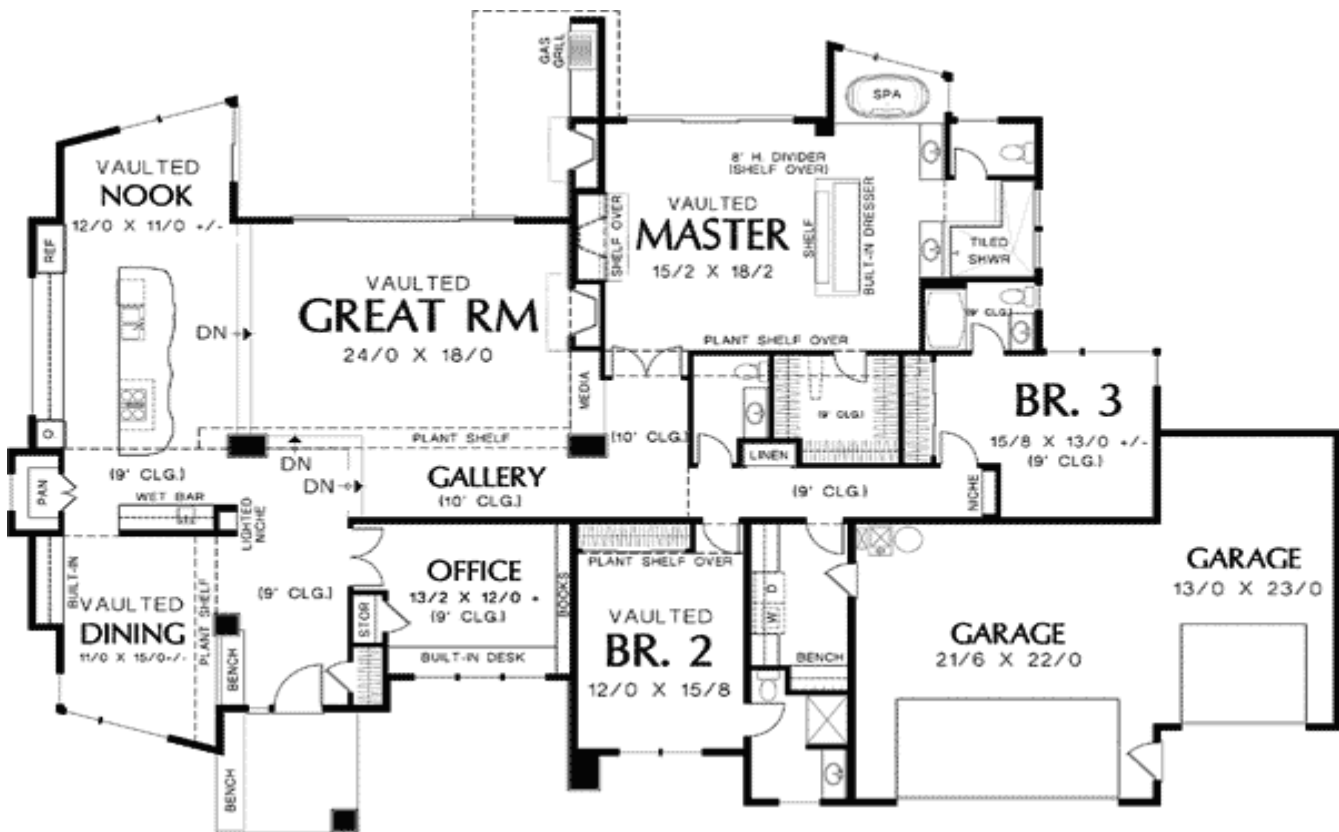 GAS
GRILL
SPA
VAULTED
NOOK
12/0 X 11/0 +/-
REF
8' H. DIVIDER
(SHELF OVER)
VAULTED
MASTER
15/2 X 18/2
SHELF OVER
SHELF
BUILT-IN DRESSER
TILED
SHWR
VAULTED
GREAT RM
24/0 X 18/0
DN
(9' CLG.)
PLANT SHELF OVER
MEDIA
BR. 3
15/8 X 13/0 +/-
(9' CLG.)
O
PLANT SHELF
(10' CLG.)
(9' CLG.)
LINEN
(9' CLG.)
DN
DN
GALLERY
(10' CLG.)
(9' CLG.)
NICHE
PAN
WET BAR
LIGHTED
NICHE
BUILT-IN
VAULTED
DINING
11/0 X 15/0+/-
PLANT SHELF
(9' CLG.)
OFFICE
13/2 X 12/0 +
(9' CLG.)
BOOKS
STOR
BUILT-IN DESK
BENCH
BENCH
PLANT SHELF OVER
VAULTED
BR. 2
12/0 X 15/8
W D
BENCH
GARAGE
21/6 X 22/0
GARAGE
13/0 X 23/0